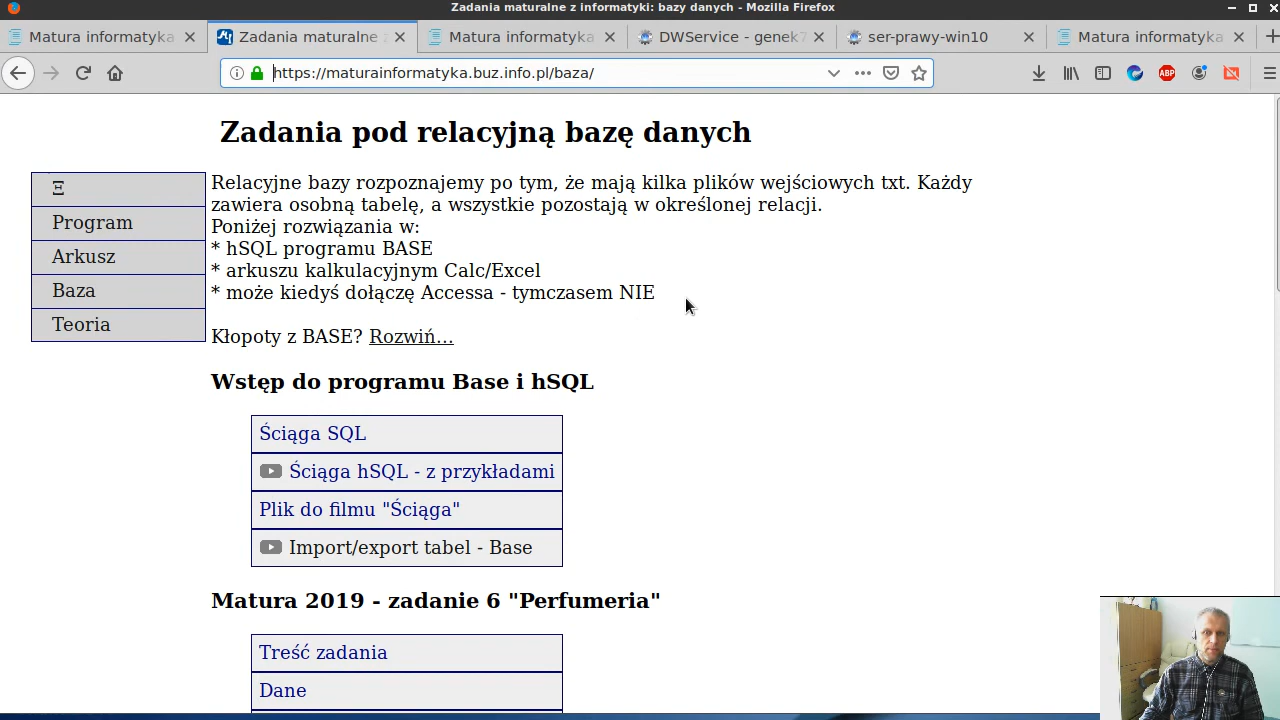 Zadania maturalne z informatyki: bazy danych - Mozilla Firefox
Matura informatyka
Zadania maturalne z
Matura informatyka
DWService - genek7
ser-prawy-win10
Matura informatyka
https://maturainformatyka.buz.info.pl/baza/
ABP
Zadania pod relacyjną bazę danych
Ξ
Program
Arkusz
Baza
Teoria
Relacyjne bazy rozpoznajemy po tym, że mają kilka plików wejściowych txt. Każdy
zawiera osobną tabelę, a wszystkie pozostają w określonej relacji.
Poniżej rozwiązania w:
* hSQL programu BASE
* arkuszu kalkulacyjnym Calc/Excel
* może kiedyś dołączę Accessa - tymczasem NIE
Kłopoty z BASE? Rozwiń...
Wstęp do programu Base i hSQL
Ściąga SQL
Ściąga hSQL - z przykładami
Plik do filmu "Ściąga"
Import/export tabel - Base
Matura 2019 - zadanie 6 "Perfumeria"
Treść zadania
Dane